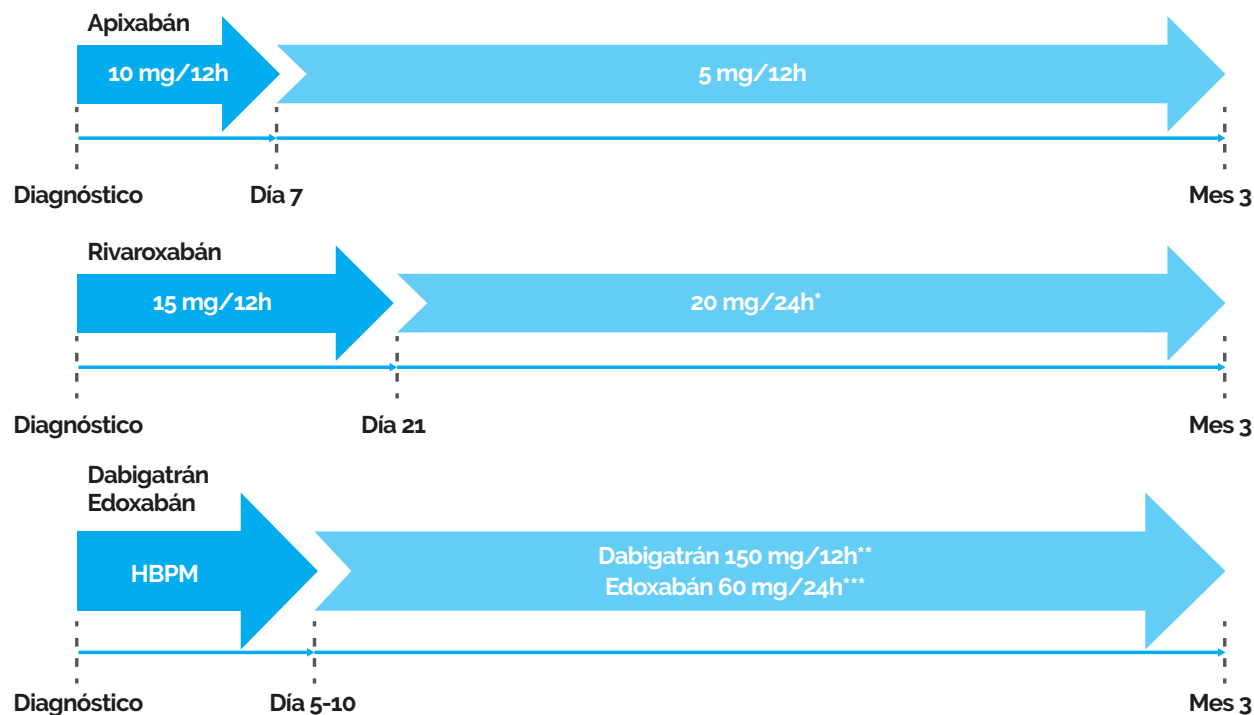 Apixabán
10 mg/12h
5 mg/12h
Diagnóstico
Día 7
Mes 3
Rivaroxabán
15 mg/12h
20 mg/24h*
Diagnóstico
Día 21
Mes 3
Dabigatrán
Edoxabán
HBPM
Dabigatrán 150 mg/12h**
Edoxabán 60 mg/24h***
Diagnóstico
Día 5-10
Mes 3